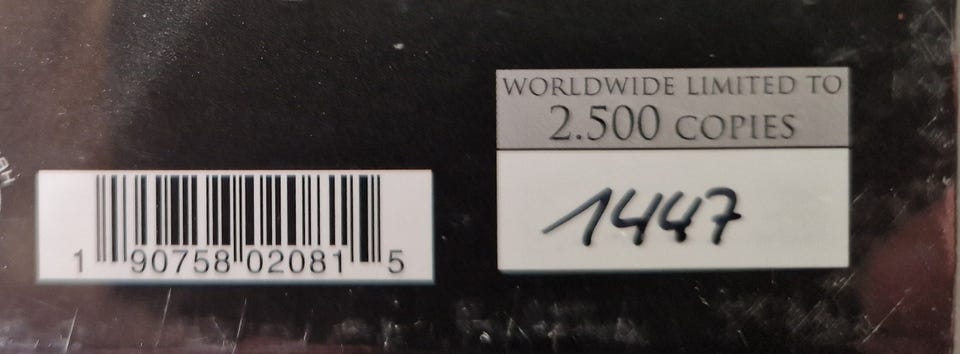 WORLDWIDE LIMITED TO
2.500 COPIES
1447
1 90758 02081 5